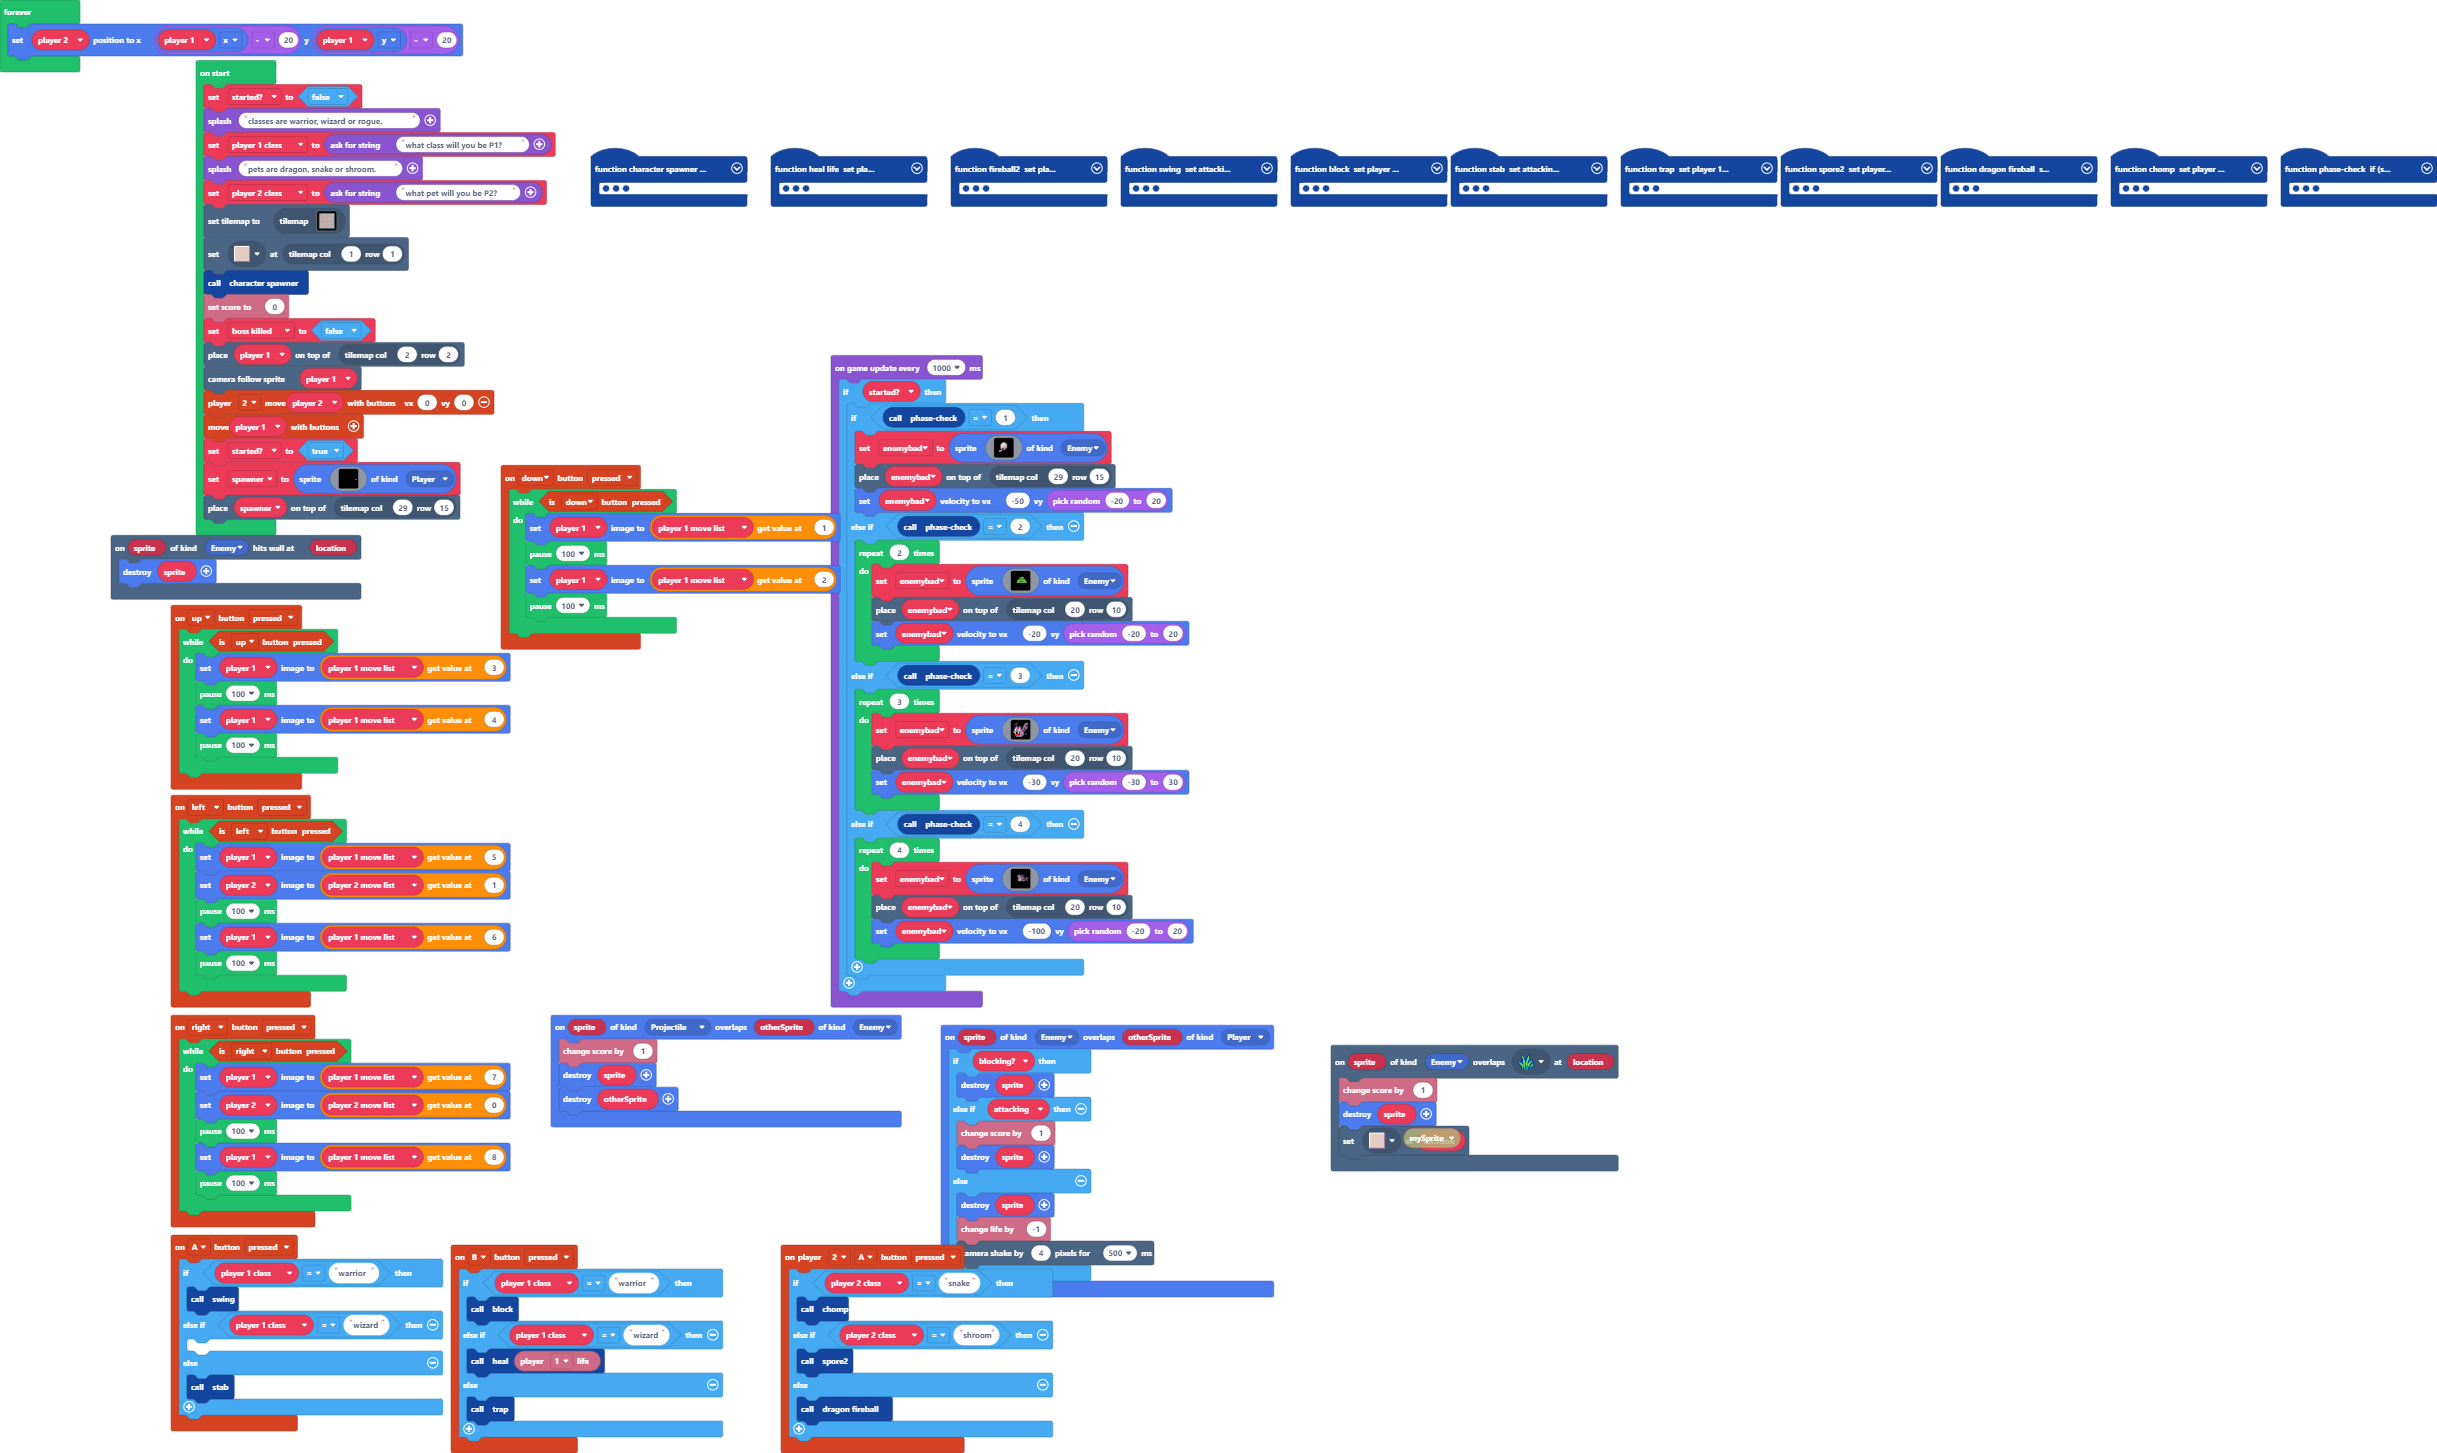 forever
set player 2 position to x player 1 x - 20 y player 1 y - 20
on start
set started? to false
splash "classes are warrior, wizard or rogue."
set player 1 class to ask for string "what class will you be P1?"
splash "pets are dragon, snake or shroom."
set player 2 class to ask for string "what pet will you be P2?"
set tilemap to tilemap
set at tilemap col 1 row 1
call character spawner
set score to 0
set boss killed to false
place player 1 on top of tilemap col 2 row 2
camera follow sprite player 1
player 2 move player 2 with buttons vx 0 vy 0
move player 1 with buttons
set started? to true
set spawner to sprite of kind Player
place spawner on top of tilemap col 29 row 15
function character spawner ...
function heal life set pla...
function fireball2 set pla...
function swing set attacki...
function block set player ...
function stab set attackin...
function trap set player 1...
function spore2 set player...
function dragon fireball s...
function chomp set player ...
function phase-check if (s...
on sprite of kind Enemy hits wall at location
destroy sprite
on down button pressed
while is down button pressed
do set player 1 image to player 1 move list get value at 1
pause 100 ms
set player 1 image to player 1 move list get value at 2
pause 100 ms
on up button pressed
while is up button pressed
do set player 1 image to player 1 move list get value at 3
pause 100 ms
set player 1 image to player 1 move list get value at 4
pause 100 ms
on left button pressed
while is left button pressed
do set player 1 image to player 1 move list get value at 5
set player 2 image to player 2 move list get value at 1
pause 100 ms
set player 1 image to player 1 move list get value at 6
pause 100 ms
on right button pressed
while is right button pressed
do set player 1 image to player 1 move list get value at 7
set player 2 image to player 2 move list get value at 0
pause 100 ms
set player 1 image to player 1 move list get value at 8
pause 100 ms
on game update every 1000 ms
if started? then
if call phase-check = 1 then
set enemybad to sprite of kind Enemy
place enemybad on top of tilemap col 29 row 15
set enemybad velocity to vx -50 vy pick random -20 to 20
else if call phase-check = 2 then
repeat 2 times
do set enemybad to sprite of kind Enemy
place enemybad on top of tilemap col 20 row 10
set enemybad velocity to vx -20 vy pick random -20 to 20
else if call phase-check = 3 then
repeat 3 times
do set enemybad to sprite of kind Enemy
place enemybad on top of tilemap col 20 row 10
set enemybad velocity to vx -30 vy pick random -30 to 30
else if call phase-check = 4 then
repeat 4 times
do set enemybad to sprite of kind Enemy
place enemybad on top of tilemap col 20 row 10
set enemybad velocity to vx -100 vy pick random -20 to 20
on sprite of kind Projectile overlaps otherSprite of kind Enemy
change score by 1
destroy sprite
destroy otherSprite
on sprite of kind Enemy overlaps otherSprite of kind Player
if blocking? then
destroy sprite
else if attacking then
change score by 1
destroy sprite
else
destroy sprite
change life by -1
amera shake by 4 pixels for 500 ms
on sprite of kind Enemy overlaps at location
change score by 1
destroy sprite
set mySprite
on A button pressed
if player 1 class = "warrior" then
call swing
else if player 1 class = "wizard" then
else
call stab
on B button pressed
if player 1 class = "warrior" then
call block
else if player 1 class = "wizard" then
call heal player 1 life
else
call trap
on player 2 A button pressed
if player 2 class = "snake" then
call chomp
else if player 2 class = "shroom" then
call spore2
else
call dragon fireball